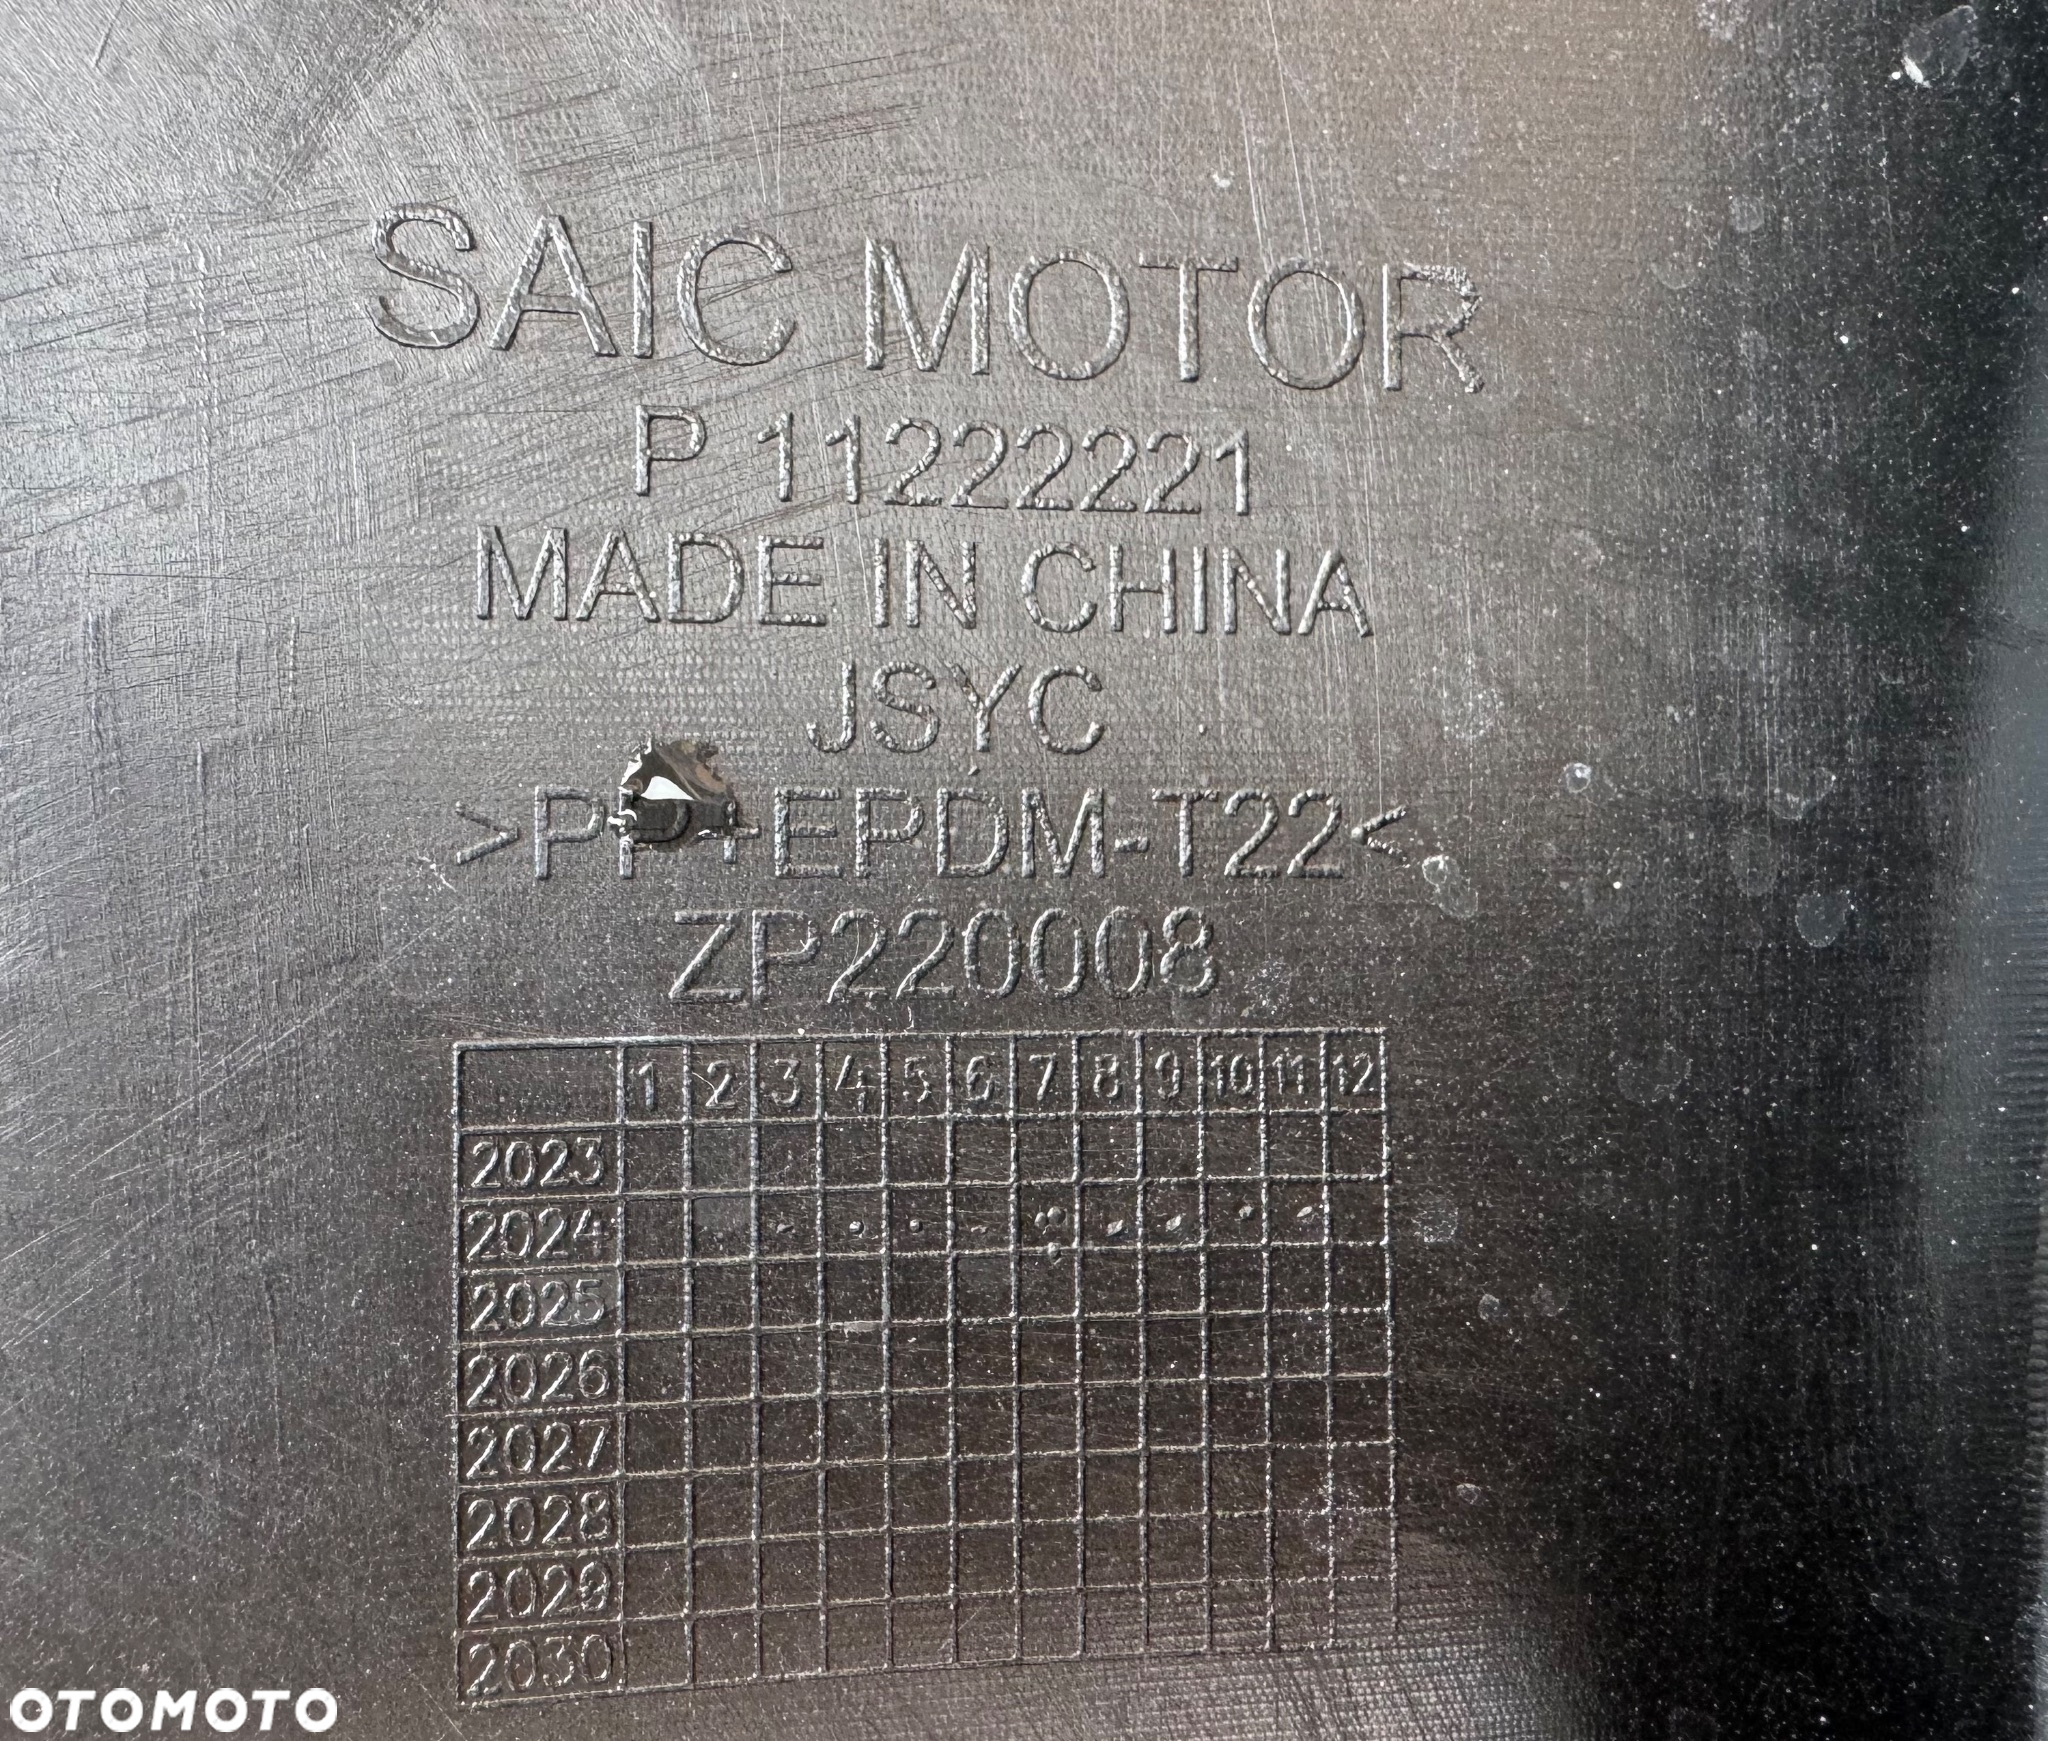 SAIC MOTOR
P 11222221
MADE IN CHINA
JSYC
>PP+EPDM-T22<
ZP220008
1 2 3 4 5 6 7 8 9 10 11 12
2023
2024
2025
2026
2027
2028
2029
2030
OTOMOTO